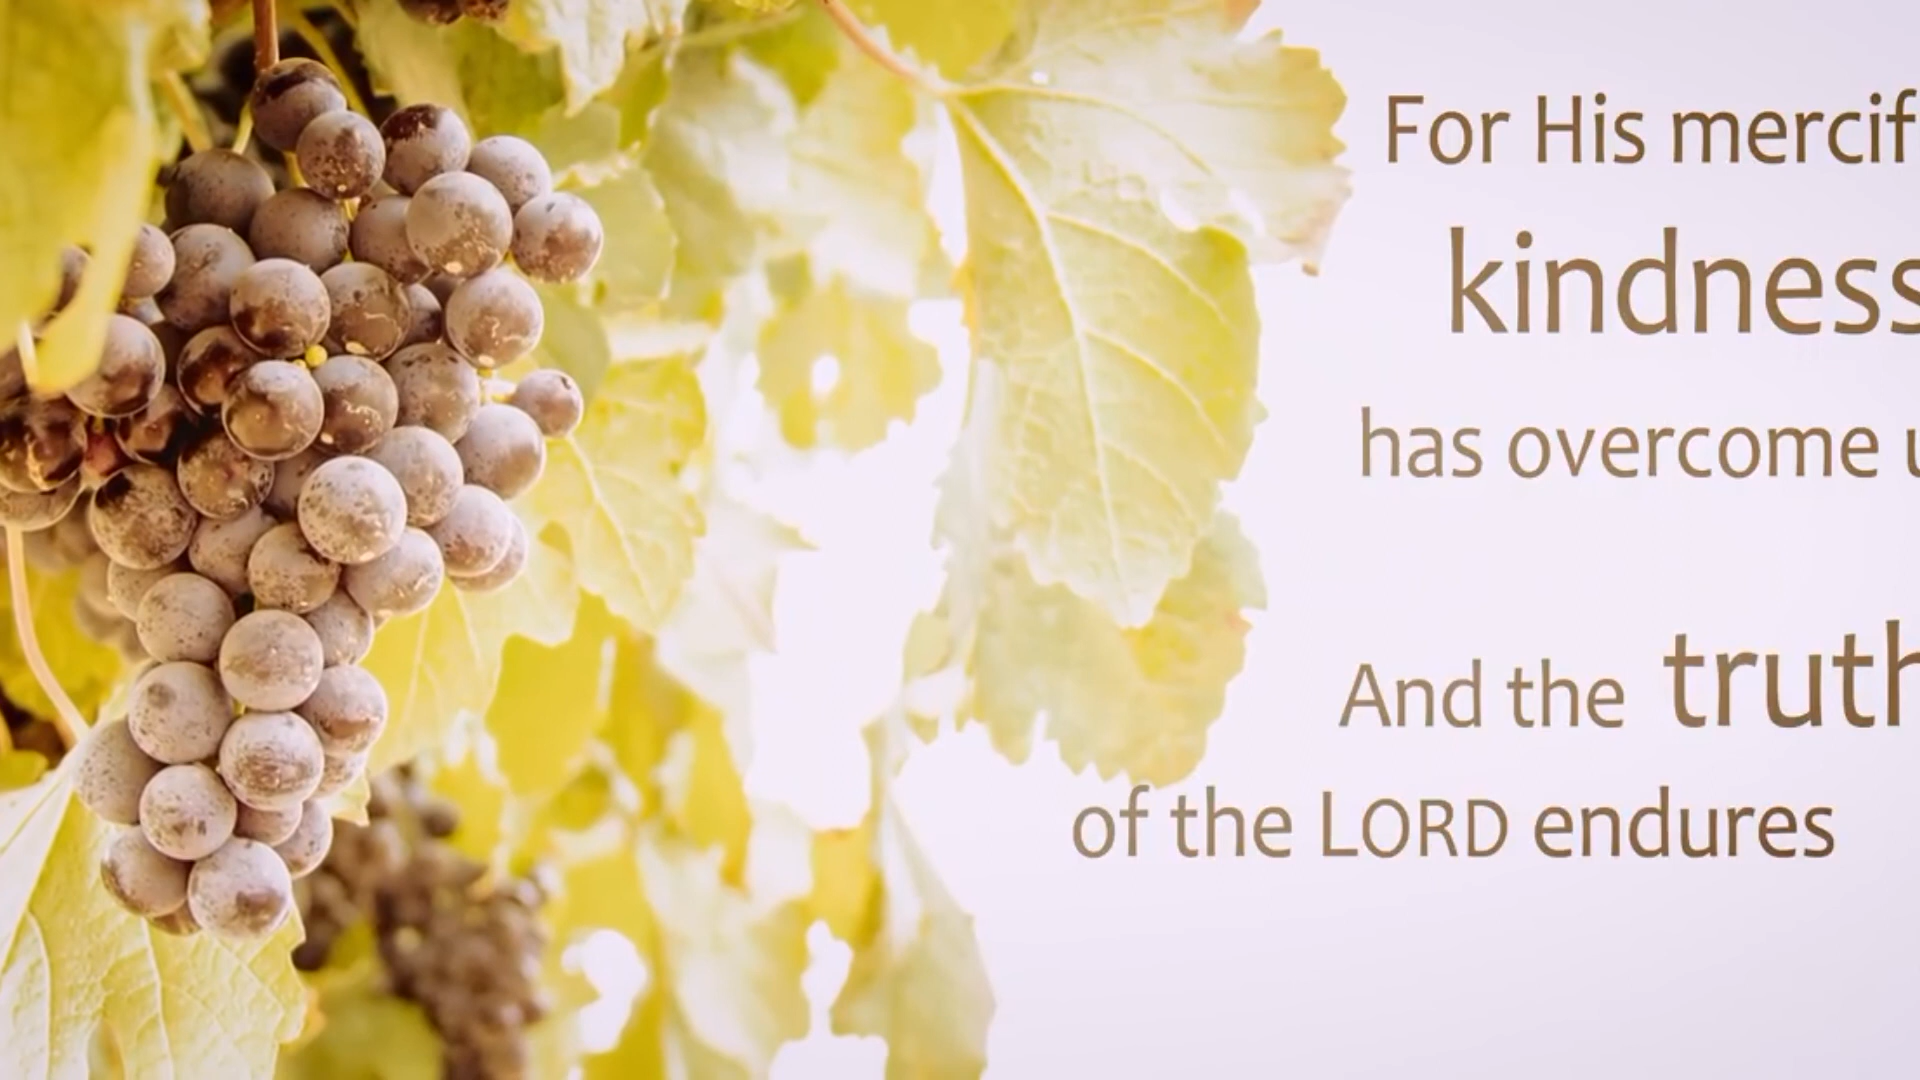 For His mercif
kindness
has overcome u
And the truth
of the LORD endures